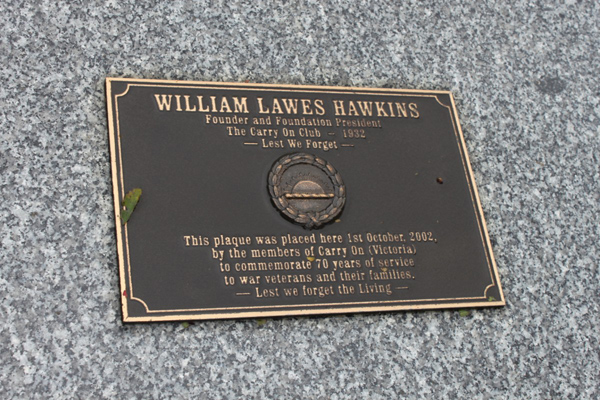 WILLIAM LAWES HAWKINS
Founder and Foundation President
The Carry On Club - 1932
— Lest We Forget —
This plaque was placed here 1st October, 2002,
by the members of Carry On (Victoria)
to commemorate 70 years of service
to war veterans and their families.
— Lest we forget the Living —